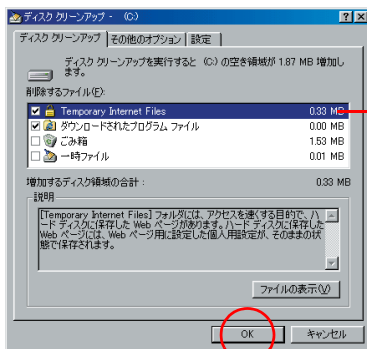 ディスク クリーンアップ - (C:)
ディスク クリーンアップ その他のオプション 設定
ディスク クリーンアップを実行すると (C:) の空き領域が 1.87 MB 増加し
ます。
削除するファイル(F):
Temporary Internet Files 0.33 MB
ダウンロードされたプログラム ファイル 0.00 MB
ごみ箱 1.53 MB
一時ファイル 0.01 MB
増加するディスク領域の合計 : 0.33 MB
説明
[Temporary Internet Files] フォルダには、アクセスを速くする目的で、ハ
ード ディスクに保存した Web ページがあります。ハード ディスクに保存した
Web ページには、Web ページ用に設定した個人用設定が、そのままの状
態で保存されます。
ファイルの表示(V)
OK キャンセル